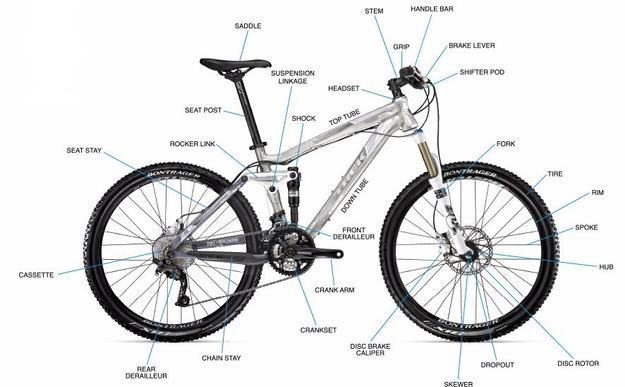 STEM
HANDLE BAR
SADDLE
GRIP
BRAKE LEVER
SUSPENSION
LINKAGE
SHIFTER POD
HEADSET
SEAT POST
SHOCK
TOP TUBE
ROCKER LINK
FORK
SEAT STAY
TREK
TIRE
BONTRAGER
BONTRAGER
RIM
DOWN TUBE
SPOKE
FRONT
DERAILLEUR
HUB
CASSETTE
CRANK ARM
BONTRAGER
BONTRAGER
CRANKSET
CHAIN STAY
DISC BRAKE
CALIPER
REAR
DERAILLEUR
DROPOUT
DISC ROTOR
SKEWER